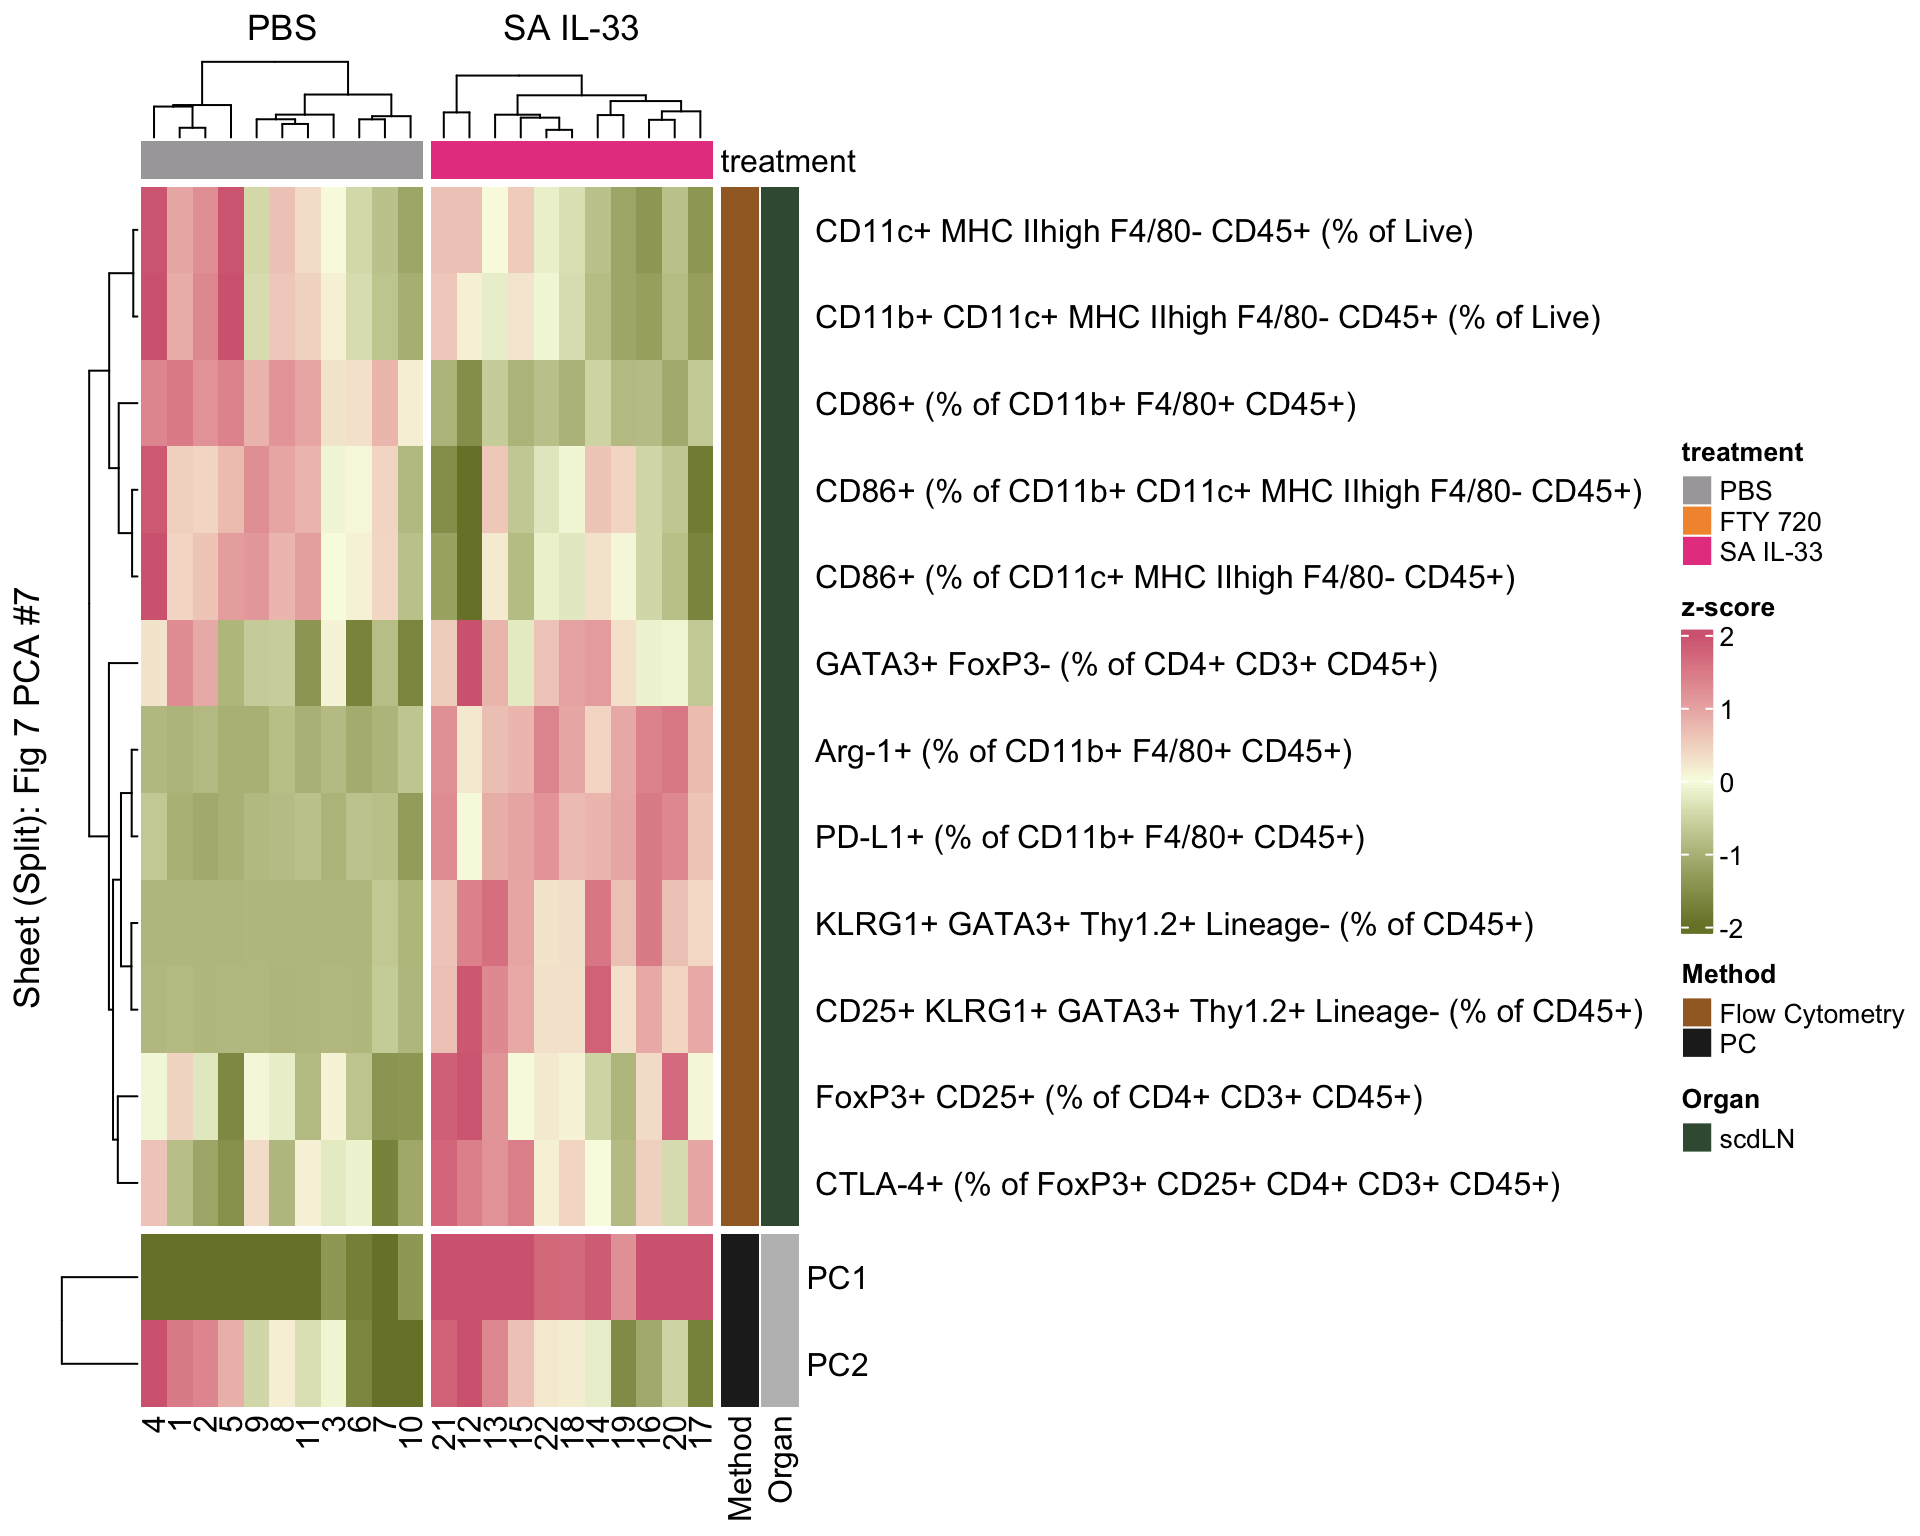 PBS SA IL-33
treatment
CD11c+ MHC IIhigh F4/80- CD45+ (% of Live)
CD11b+ CD11c+ MHC IIhigh F4/80- CD45+ (% of Live)
CD86+ (% of CD11b+ F4/80+ CD45+)
CD86+ (% of CD11b+ CD11c+ MHC IIhigh F4/80- CD45+)
CD86+ (% of CD11c+ MHC IIhigh F4/80- CD45+)
GATA3+ FoxP3- (% of CD4+ CD3+ CD45+)
Arg-1+ (% of CD11b+ F4/80+ CD45+)
PD-L1+ (% of CD11b+ F4/80+ CD45+)
KLRG1+ GATA3+ Thy1.2+ Lineage- (% of CD45+)
CD25+ KLRG1+ GATA3+ Thy1.2+ Lineage- (% of CD45+)
FoxP3+ CD25+ (% of CD4+ CD3+ CD45+)
CTLA-4+ (% of FoxP3+ CD25+ CD4+ CD3+ CD45+)
PC1
PC2
Sheet (Split): Fig 7 PCA #7
4 1 2 5 9 8 11 3 6 7 10 21 12 13 15 22 18 14 19 16 20 17 Method Organ
treatment
PBS
FTY 720
SA IL-33
z-score
2
1
0
-1
-2
Method
Flow Cytometry
PC
Organ
scdLN